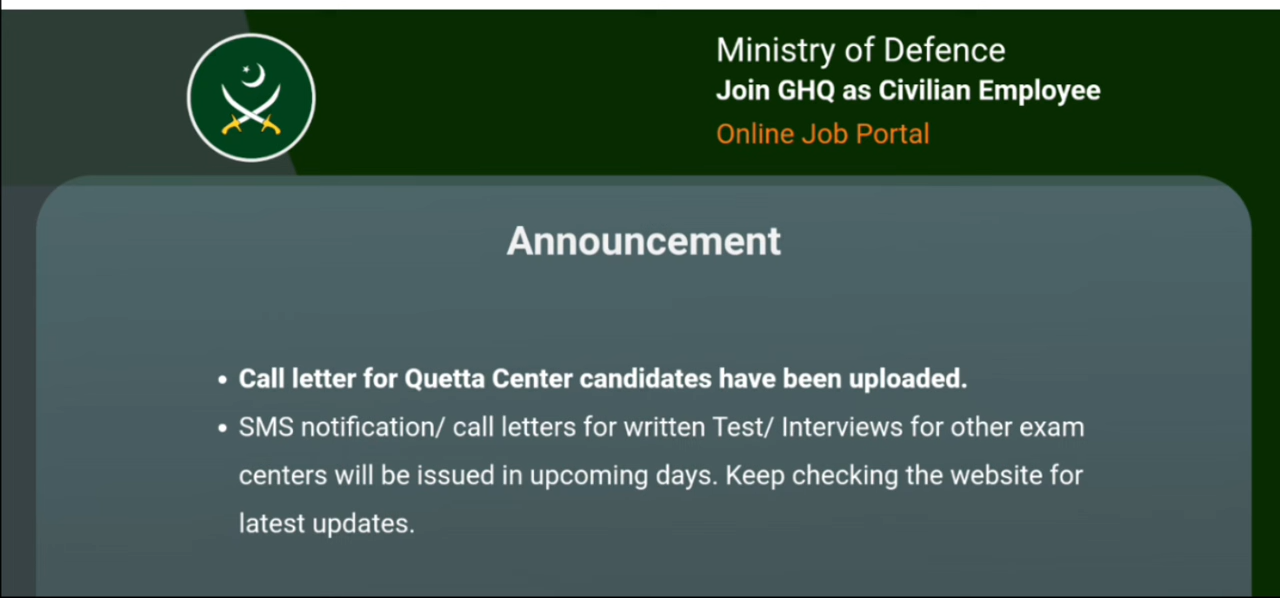 Ministry of Defence
Join GHQ as Civilian Employee
Online Job Portal
Announcement
• Call letter for Quetta Center candidates have been uploaded.
• SMS notification/ call letters for written Test/ Interviews for other exam
centers will be issued in upcoming days. Keep checking the website for
latest updates.